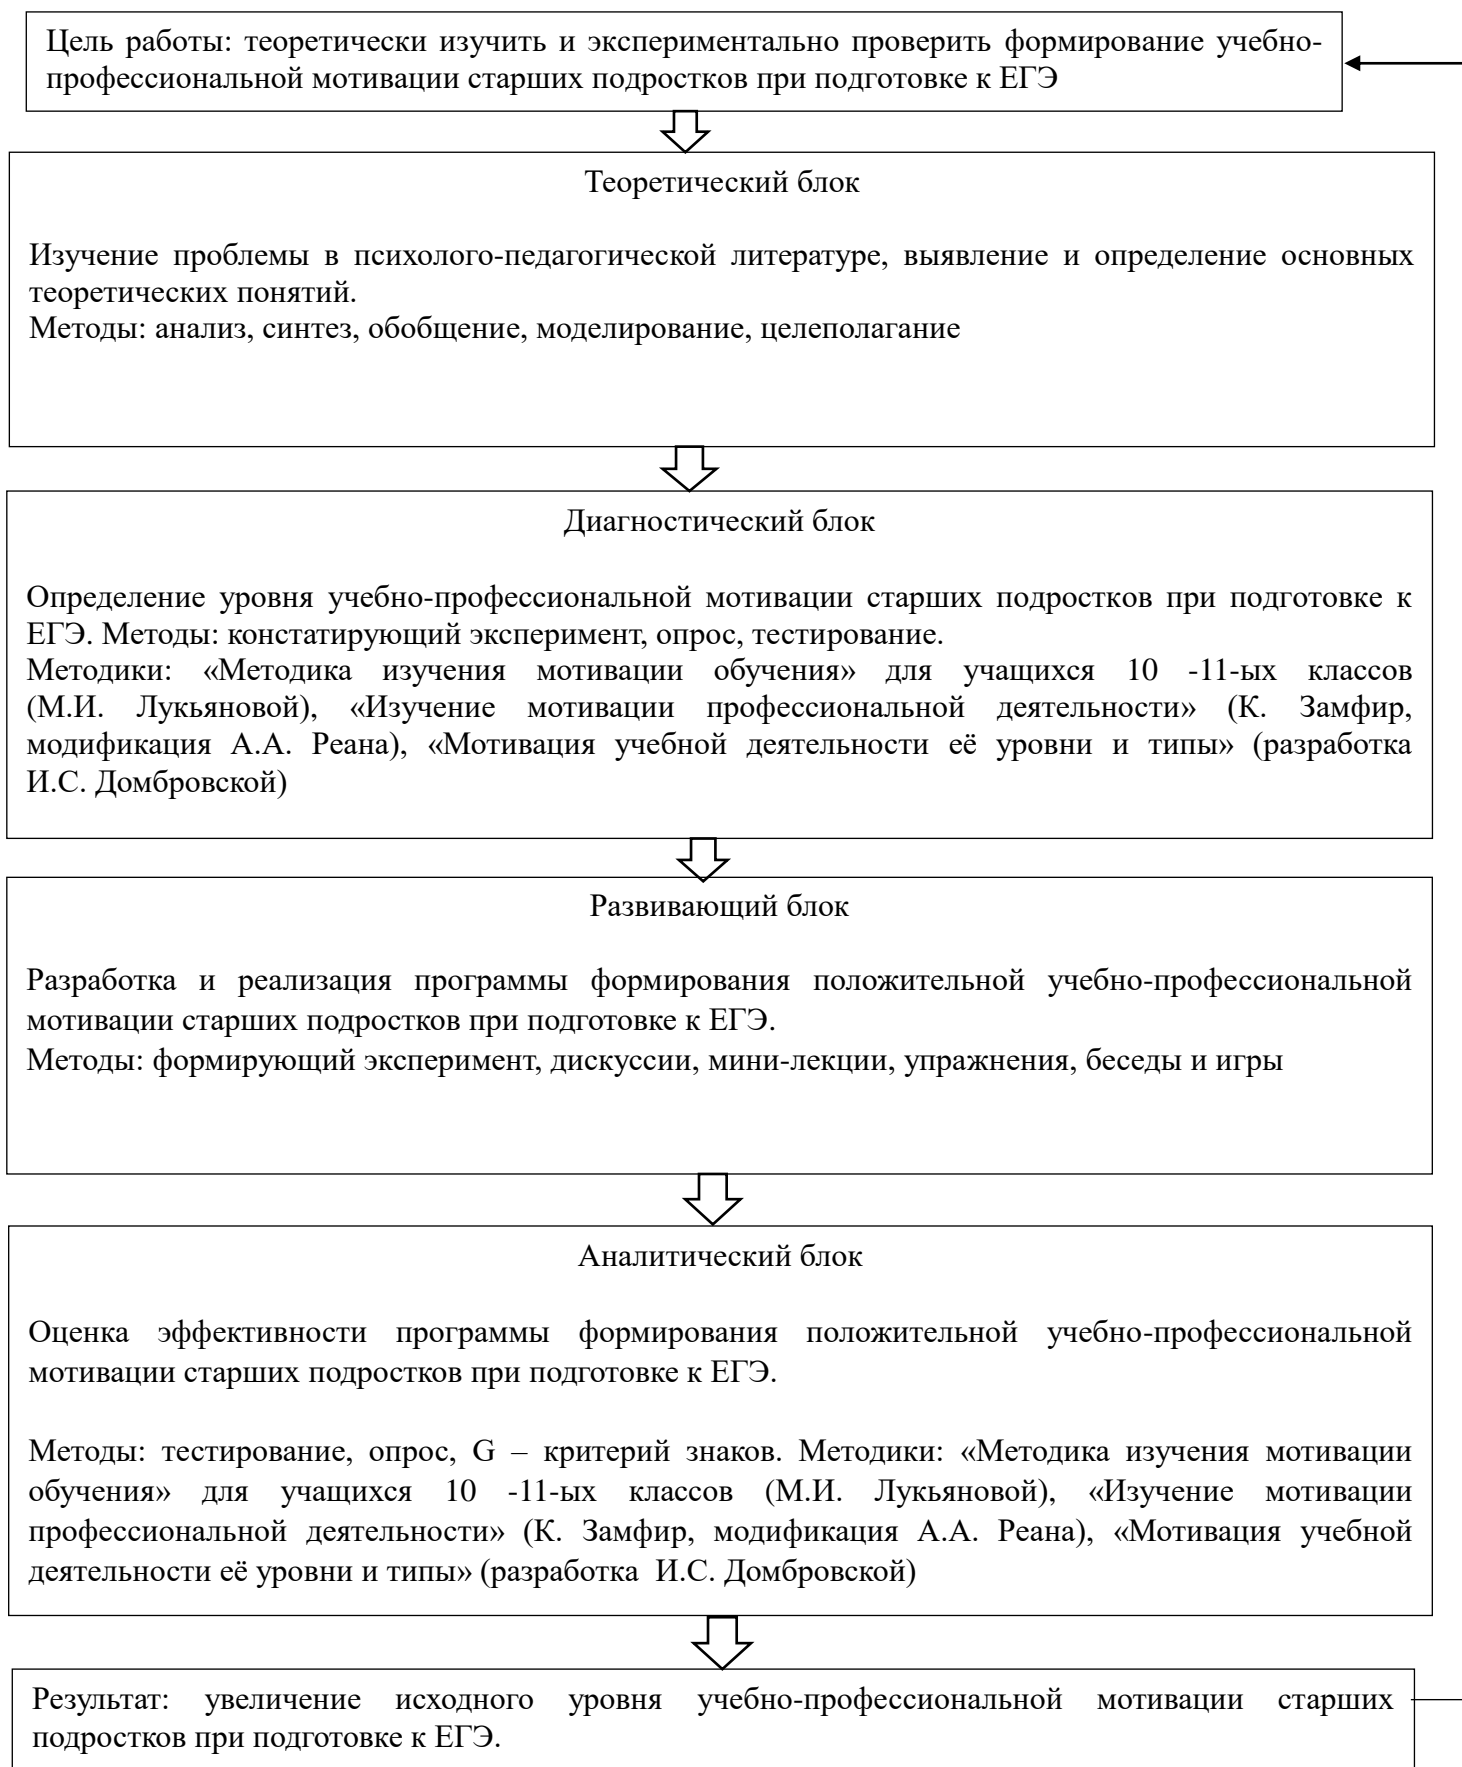 Цель работы: теоретически изучить и экспериментально проверить формирование учебно-
профессиональной мотивации старших подростков при подготовке к ЕГЭ
Теоретический блок
Изучение проблемы в психолого-педагогической литературе, выявление и определение основных
теоретических понятий.
Методы: анализ, синтез, обобщение, моделирование, целеполагание
Диагностический блок
Определение уровня учебно-профессиональной мотивации старших подростков при подготовке к
ЕГЭ. Методы: констатирующий эксперимент, опрос, тестирование.
Методики: «Методика изучения мотивации обучения» для учащихся 10 -11-ых классов
(М.И. Лукьяновой), «Изучение мотивации профессиональной деятельности» (К. Замфир,
модификация А.А. Реана), «Мотивация учебной деятельности её уровни и типы» (разработка
И.С. Домбровской)
Развивающий блок
Разработка и реализация программы формирования положительной учебно-профессиональной
мотивации старших подростков при подготовке к ЕГЭ.
Методы: формирующий эксперимент, дискуссии, мини-лекции, упражнения, беседы и игры
Аналитический блок
Оценка эффективности программы формирования положительной учебно-профессиональной
мотивации старших подростков при подготовке к ЕГЭ.
Методы: тестирование, опрос, G – критерий знаков. Методики: «Методика изучения мотивации
обучения» для учащихся 10 -11-ых классов (М.И. Лукьяновой), «Изучение мотивации
профессиональной деятельности» (К. Замфир, модификация А.А. Реана), «Мотивация учебной
деятельности её уровни и типы» (разработка И.С. Домбровской)
Результат: увеличение исходного уровня учебно-профессиональной мотивации старших
подростков при подготовке к ЕГЭ.